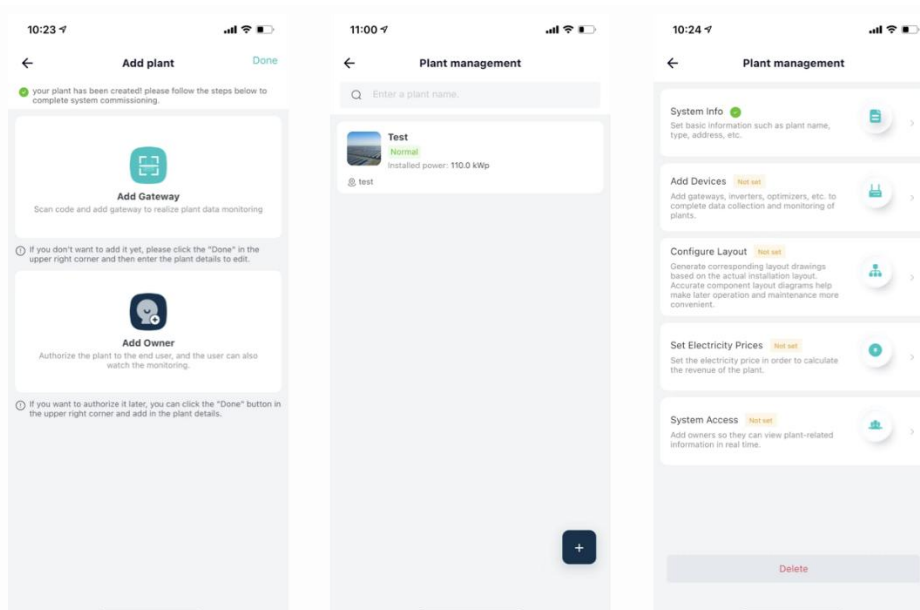 10:23
Add plant
Done
your plant has been created! please follow the steps below to
complete system commissioning.
Add Gateway
Scan code and add gateway to realize plant data monitoring
If you don't want to add it yet, please click the "Done" in the
upper right corner and then enter the plant details to edit.
Add Owner
Authorize the plant to the end user, and the user can also
watch the monitoring.
If you want to authorize it later, you can click the "Done" button in
the upper right corner and add in the plant details.
11:00
Plant management
Enter a plant name.
Test
Normal
Installed power: 110.0 kWp
test
+
10:24
Plant management
System Info
Set basic information such as plant name,
type, address, etc.
Add Devices Not set
Add gateways, inverters, optimizers, etc. to
complete data collection and monitoring of
plants.
Configure Layout Not set
Generate corresponding layout drawings
based on the actual installation layout.
Accurate component layout diagrams help
make later operation and maintenance more
convenient.
Set Electricity Prices Not set
Set the electricity price in order to calculate
the revenue of the plant.
System Access Not set
Add owners so they can view plant-related
information in real time.
Delete